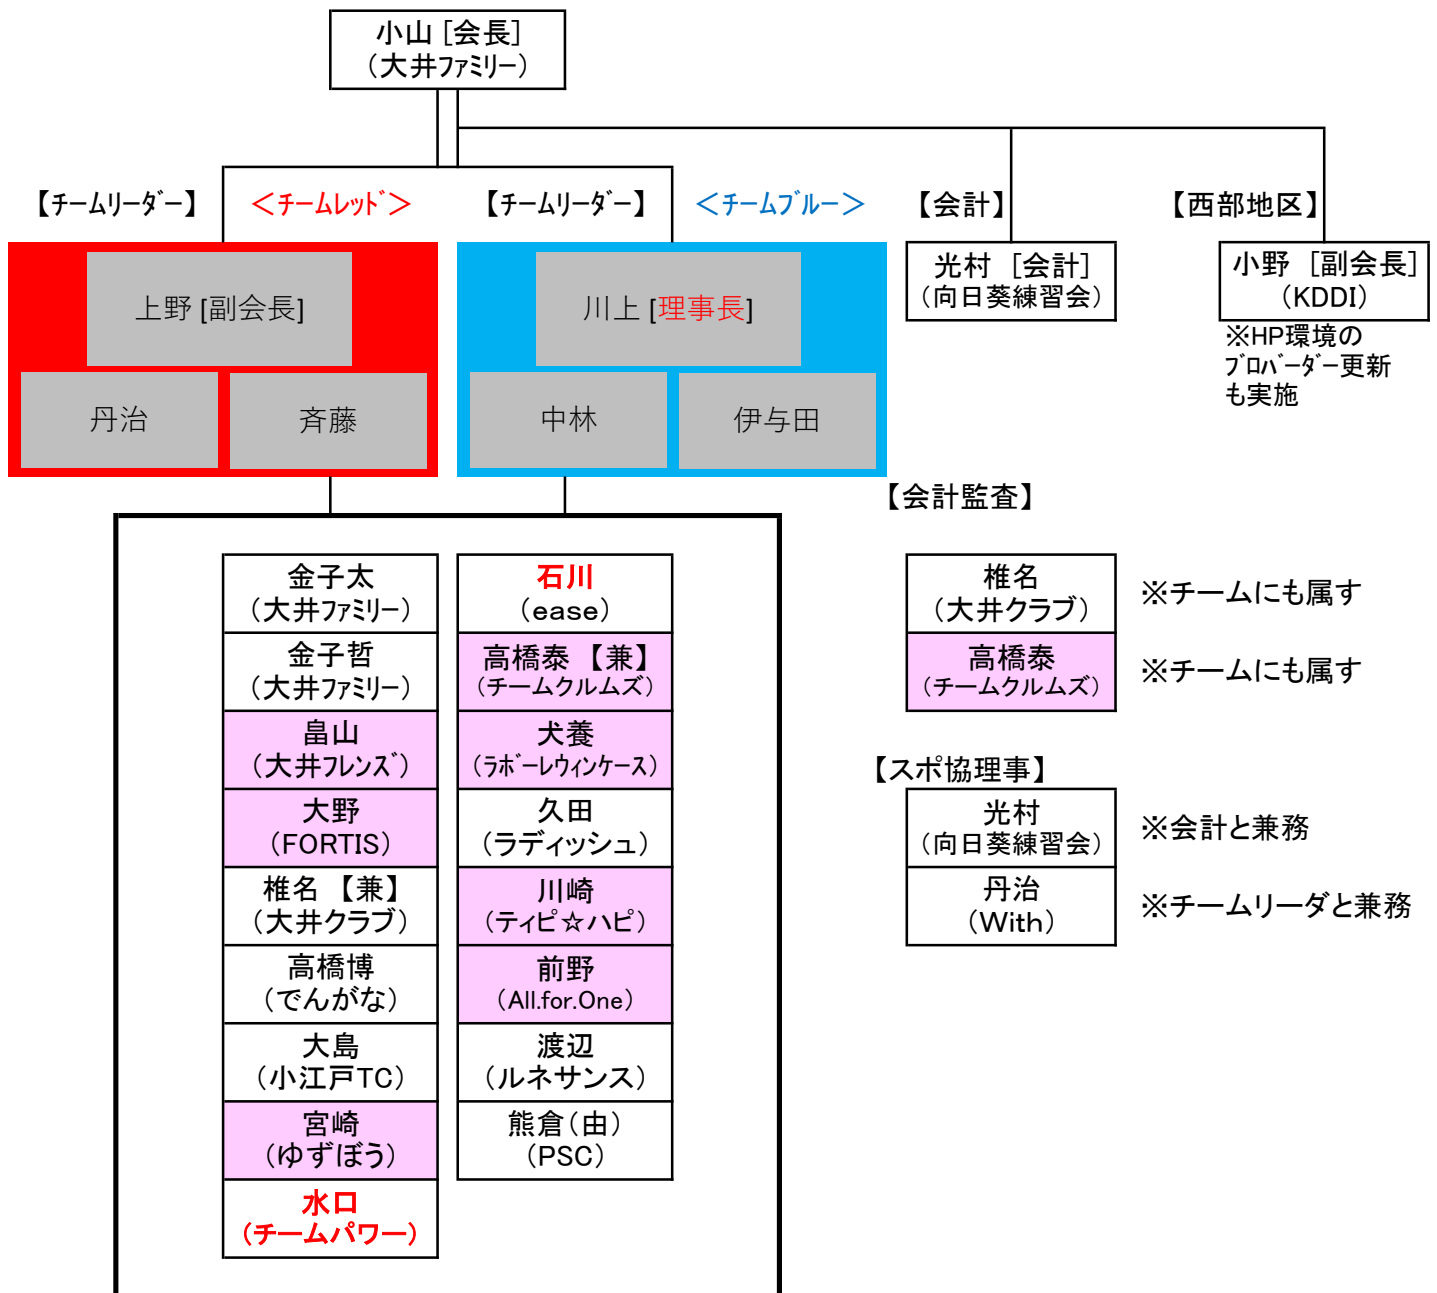 小山 [会長]
（大井ﾌｧﾐﾘｰ）
【ﾁｰﾑﾘｰﾀﾞｰ】
＜ﾁｰﾑﾚｯﾄﾞ＞
【ﾁｰﾑﾘｰﾀﾞｰ】
＜ﾁｰﾑﾌﾞﾙｰ＞
【会計】
【西部地区】
上野 [副会長]
丹治
斉藤
川上 [理事長]
中林
伊与田
光村 [会計]
（向日葵練習会）
小野 [副会長]
（KDDI）
※HP環境の
ﾌﾟﾛﾊﾞｰﾀﾞｰ更新
も実施
金子太
（大井ﾌｧﾐﾘｰ）
金子哲
（大井ﾌｧﾐﾘｰ）
畠山
（大井ﾌﾚﾝｽﾞ）
大野
（FORTIS）
椎名 【兼】
（大井クラブ）
高橋博
（でんがな）
大島
（小江戸TC）
宮崎
（ゆずぽう）
水口
（チームパワー）
石川
（ease）
高橋泰 【兼】
（チームクルムズ）
犬養
（ﾗﾎﾞｰﾚｳｨﾝｹｰｽ）
久田
（ラディッシュ）
川崎
（ティピ☆ハピ）
前野
（All.for.One）
渡辺
（ルネサンス）
熊倉（由）
（PSC）
【会計監査】
椎名
（大井クラブ）
※チームにも属す
高橋泰
（チームクルムズ）
※チームにも属す
【スポ協理事】
光村
（向日葵練習会）
※会計と兼務
丹治
（With）
※チームリーダと兼務